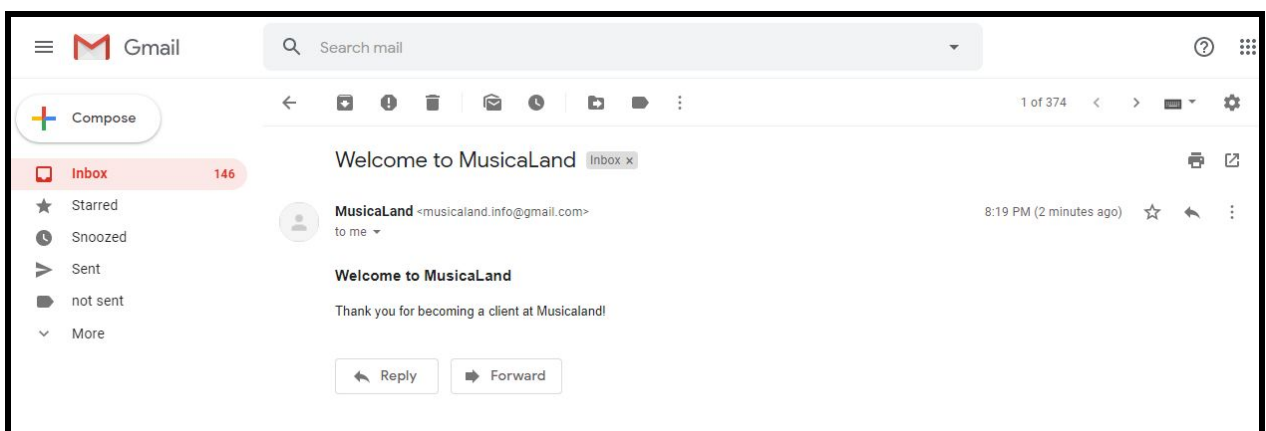 Gmail
Search mail
Compose
1 of 374
Inbox 146
Starred
Snoozed
Sent
not sent
More
Welcome to MusicaLand Inbox x
MusicaLand <musicaland.info@gmail.com> 8:19 PM (2 minutes ago)
to me
Welcome to MusicaLand
Thank you for becoming a client at Musicaland!
Reply Forward